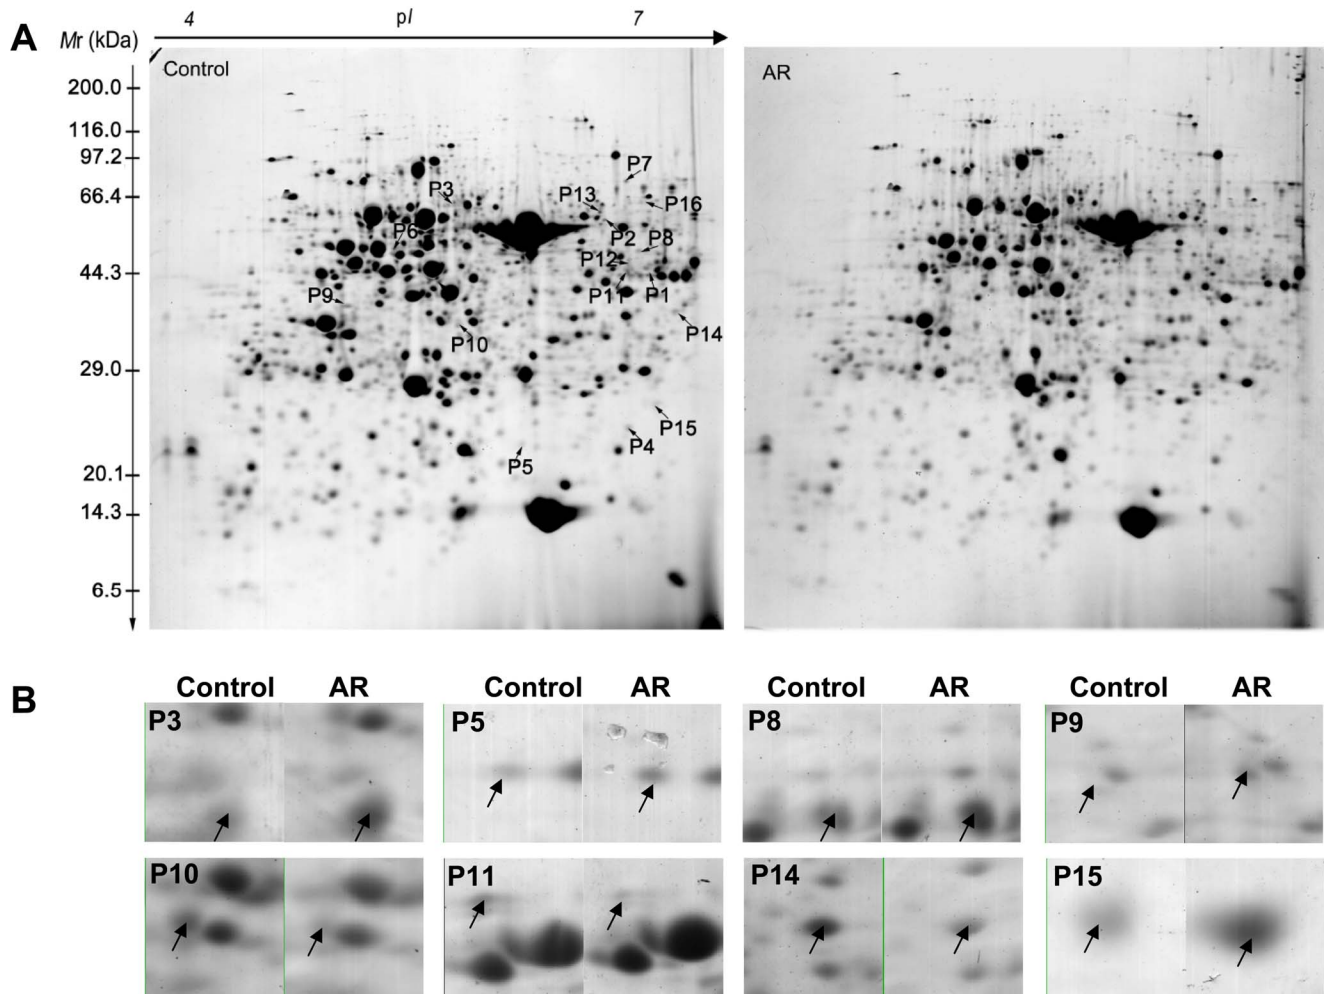 4 pI 7
A
Mr (kDa)
Control
AR
200.0
116.0
97.2
66.4
44.3
29.0
20.1
14.3
6.5
P7
P3
P13
P16
P6
P2
P8
P12
P9
P11
P1
P14
P10
P15
P4
P5
B
Control AR Control AR Control AR Control AR
P3 P5 P8 P9
P10 P11 P14 P15